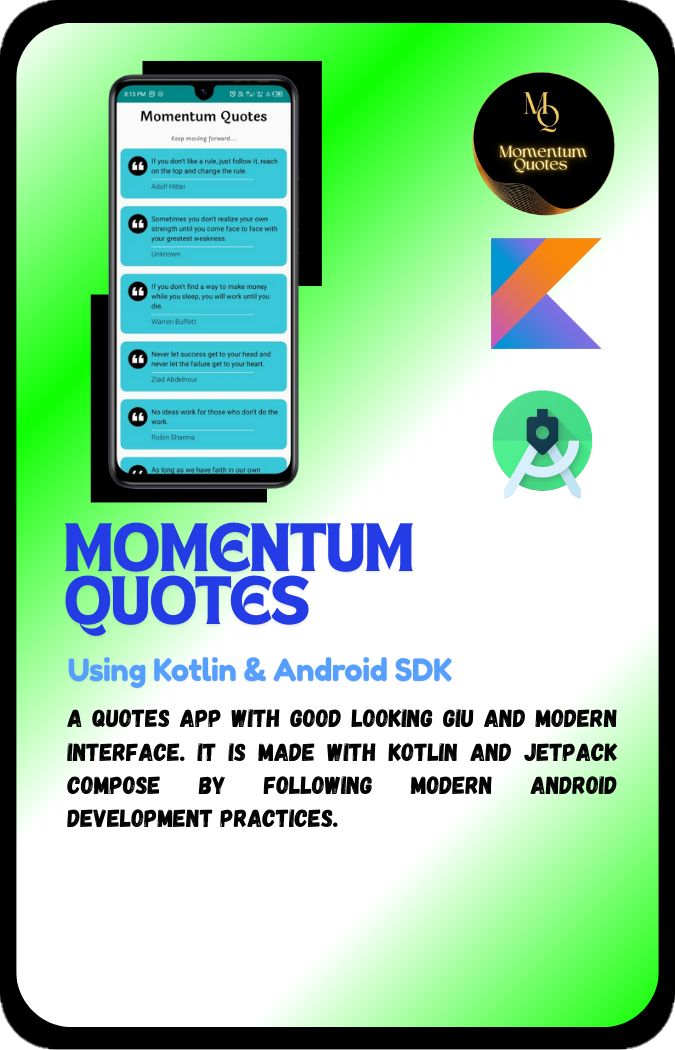 8:15 PM
Momentum Quotes
Keep moving forward...
If you don't like a rule, just follow it, reach
on the top and change the rule.
Adolf Hitler
Sometimes you don't realize your own
strength until you come face to face with
your greatest weakness.
Unknown
If you don't find a way to make money
while you sleep, you will work until you
die.
Warren Buffett
Never let success get to your head and
never let the failure get to your heart.
Ziad Abdelnour
No ideas work for those who don't do the
work.
Robin Sharma
As long as we have faith in our own
MQ
Momentum
Quotes
MOMENTUM
QUOTES
Using Kotlin & Android SDK
A QUOTES APP WITH GOOD LOOKING GIU AND MODERN
INTERFACE. IT IS MADE WITH KOTLIN AND JETPACK
COMPOSE BY FOLLOWING MODERN ANDROID
DEVELOPMENT PRACTICES.